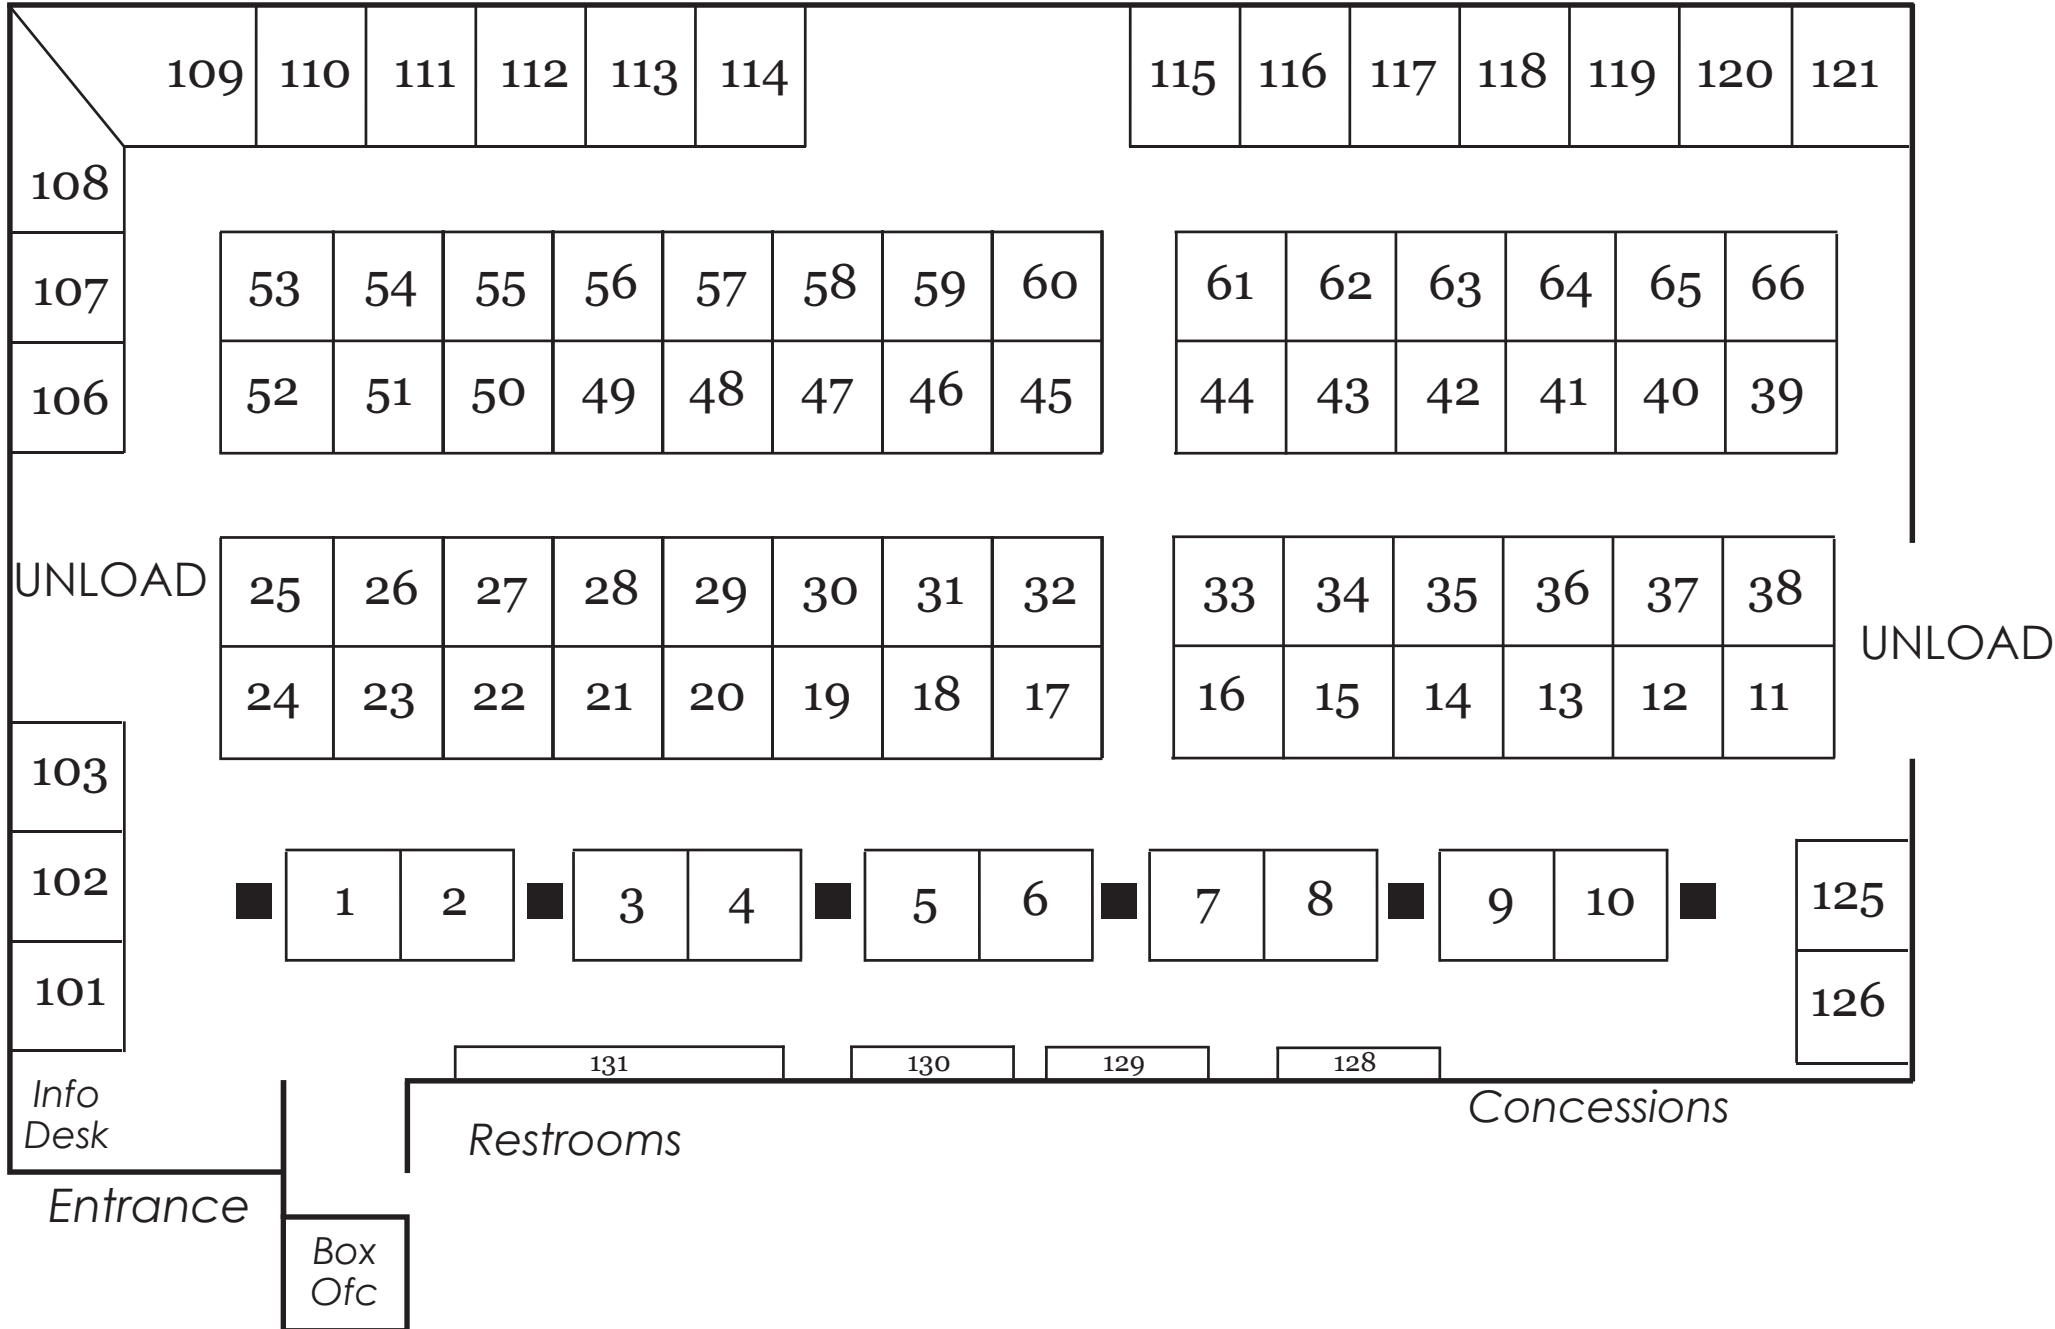 109 110 111 112 113 114 115 116 117 118 119 120 121
108
107 53 54 55 56 57 58 59 60 61 62 63 64 65 66
106 52 51 50 49 48 47 46 45 44 43 42 41 40 39
UNLOAD 25 26 27 28 29 30 31 32 33 34 35 36 37 38
UNLOAD
24 23 22 21 20 19 18 17 16 15 14 13 12 11
103
102 1 2 3 4 5 6 7 8 9 10 125
101 126
131 130 129 128
Info
Desk
Concessions
Restrooms
Entrance
Box
Ofc